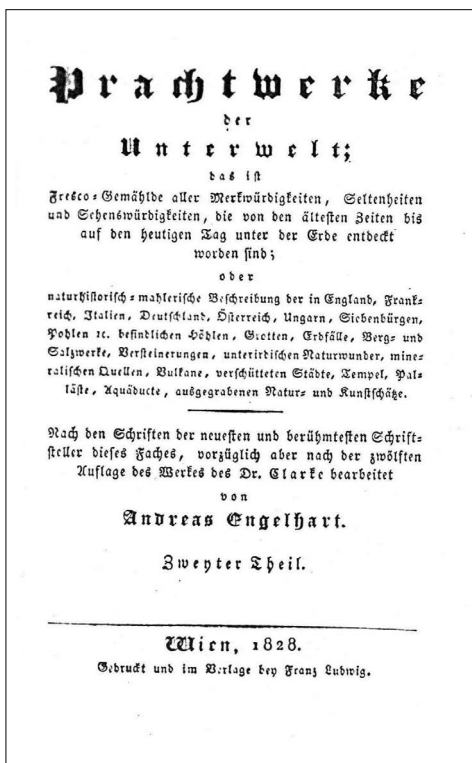 Prachtwerke
der
Unterwelt;
das ist
Fresco-Gemählde aller Merkwürdigkeiten, Seltenheiten
und Sehenswürdigkeiten, die von den ältesten Zeiten bis
auf den heutigen Tag unter der Erde entdeckt
worden sind;
oder
naturhistorisch-mahlerische Beschreibung der in England, Frank-
reich, Italien, Deutschland, Österreich, Ungarn, Siebenbürgen,
Pohlen ꝛc. befindlichen Höhlen, Grotten, Erdfälle, Berg- und
Salzwerke, Versteinerungen, unterirdischen Naturwunder, mine-
ralischen Quellen, Vulkane, verschütteten Städte, Tempel, Pal-
läste, Aquäducte, ausgegrabenen Natur- und Kunstschätze.
Nach den Schriften der neuesten und berühmtesten Schrift-
steller dieses Faches, vorzüglich aber nach der zwölften
Auflage des Werkes des Dr. Clarke bearbeitet
von
Andreas Engelhart.
Zweyter Theil.
Wien, 1828.
Gedruckt und im Verlage bey Franz Ludwig.